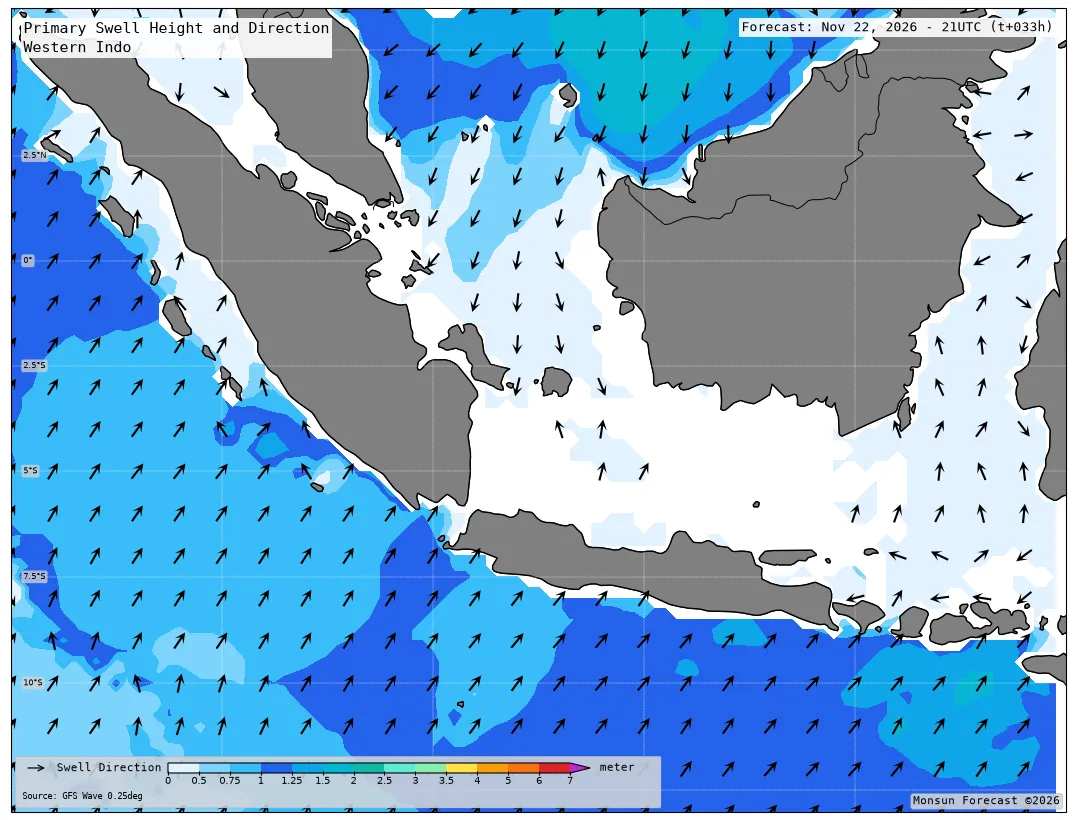 Primary Swell Height and Direction
Western Indo
Forecast: Nov 22, 2026 - 21UTC (t+033h)
2.5°N
0°
2.5°S
5°S
7.5°S
10°S
Swell Direction
0 0.5 0.75 1 1.25 1.5 2 2.5 3 3.5 4 5 6 7
meter
Source: GFS Wave 0.25deg
Monsun Forecast ©2026